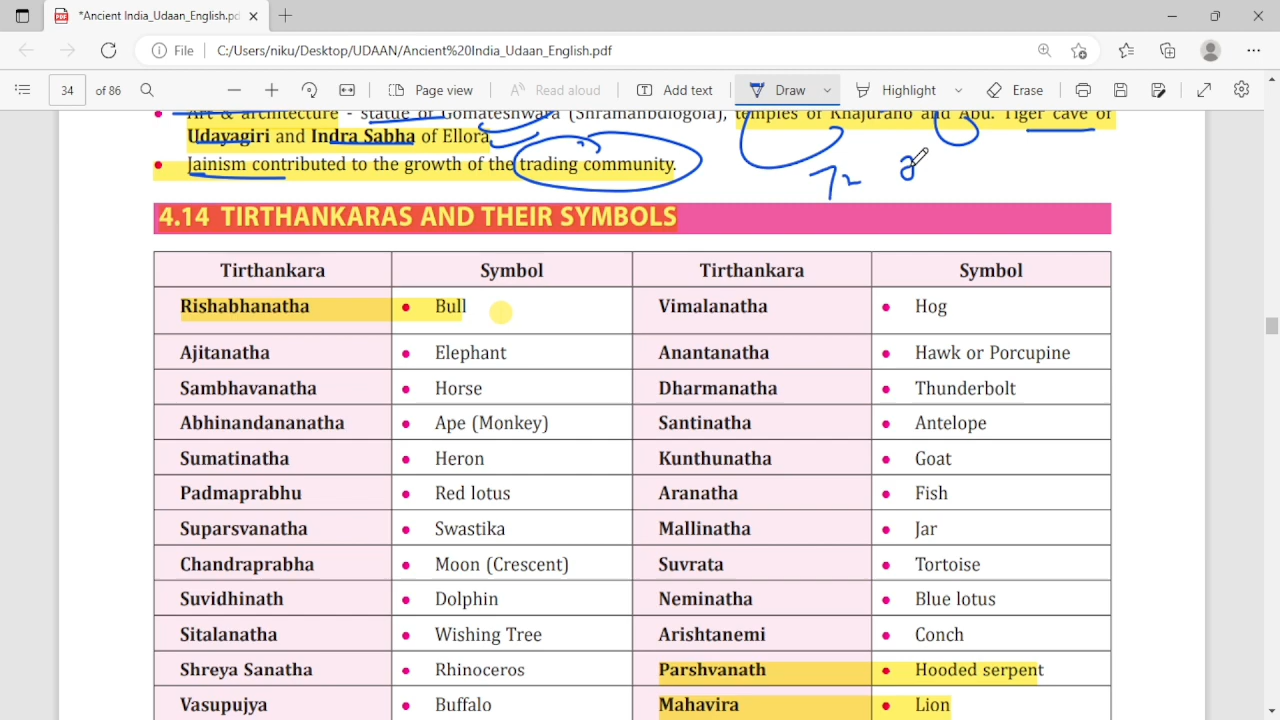 *Ancient India_Udaan_English.pd
File C:/Users/niku/Desktop/UDAAN/Ancient%20India_Udaan_English.pdf
34 of 86 Page view Read aloud Add text Draw Highlight Erase
Art & architecture - statue of Gomateshwara (Shramanbdlogola), temples of Khajuraho and Abu. Tiger cave of
Udayagiri and Indra Sabha of Ellora
Jainism contributed to the growth of the trading community.
4.14 TIRTHANKARAS AND THEIR SYMBOLS
Tirthankara Symbol Tirthankara Symbol
Rishabhanatha Bull Vimalanatha Hog
Ajitanatha Elephant Anantanatha Hawk or Porcupine
Sambhavanatha Horse Dharmanatha Thunderbolt
Abhinandananatha Ape (Monkey) Santinatha Antelope
Sumatinatha Heron Kunthunatha Goat
Padmaprabhu Red lotus Aranatha Fish
Suparsvanatha Swastika Mallinatha Jar
Chandraprabha Moon (Crescent) Suvrata Tortoise
Suvidhinath Dolphin Neminatha Blue lotus
Sitalanatha Wishing Tree Arishtanemi Conch
Shreya Sanatha Rhinoceros Parshvanath Hooded serpent
Vasupujya Buffalo Mahavira Lion